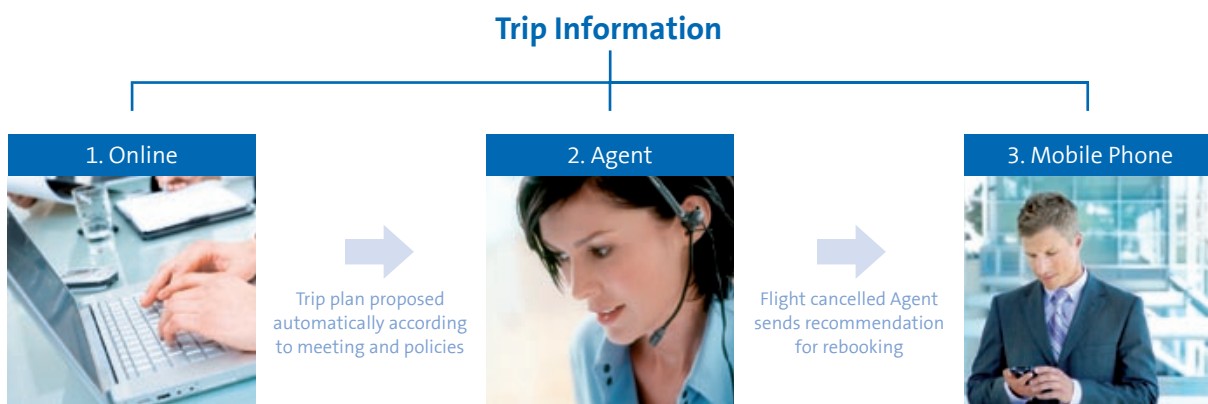 Trip Information
1. Online
2. Agent
3. Mobile Phone
Trip plan proposed
automatically according
to meeting and policies
Flight cancelled Agent
sends recommendation
for rebooking